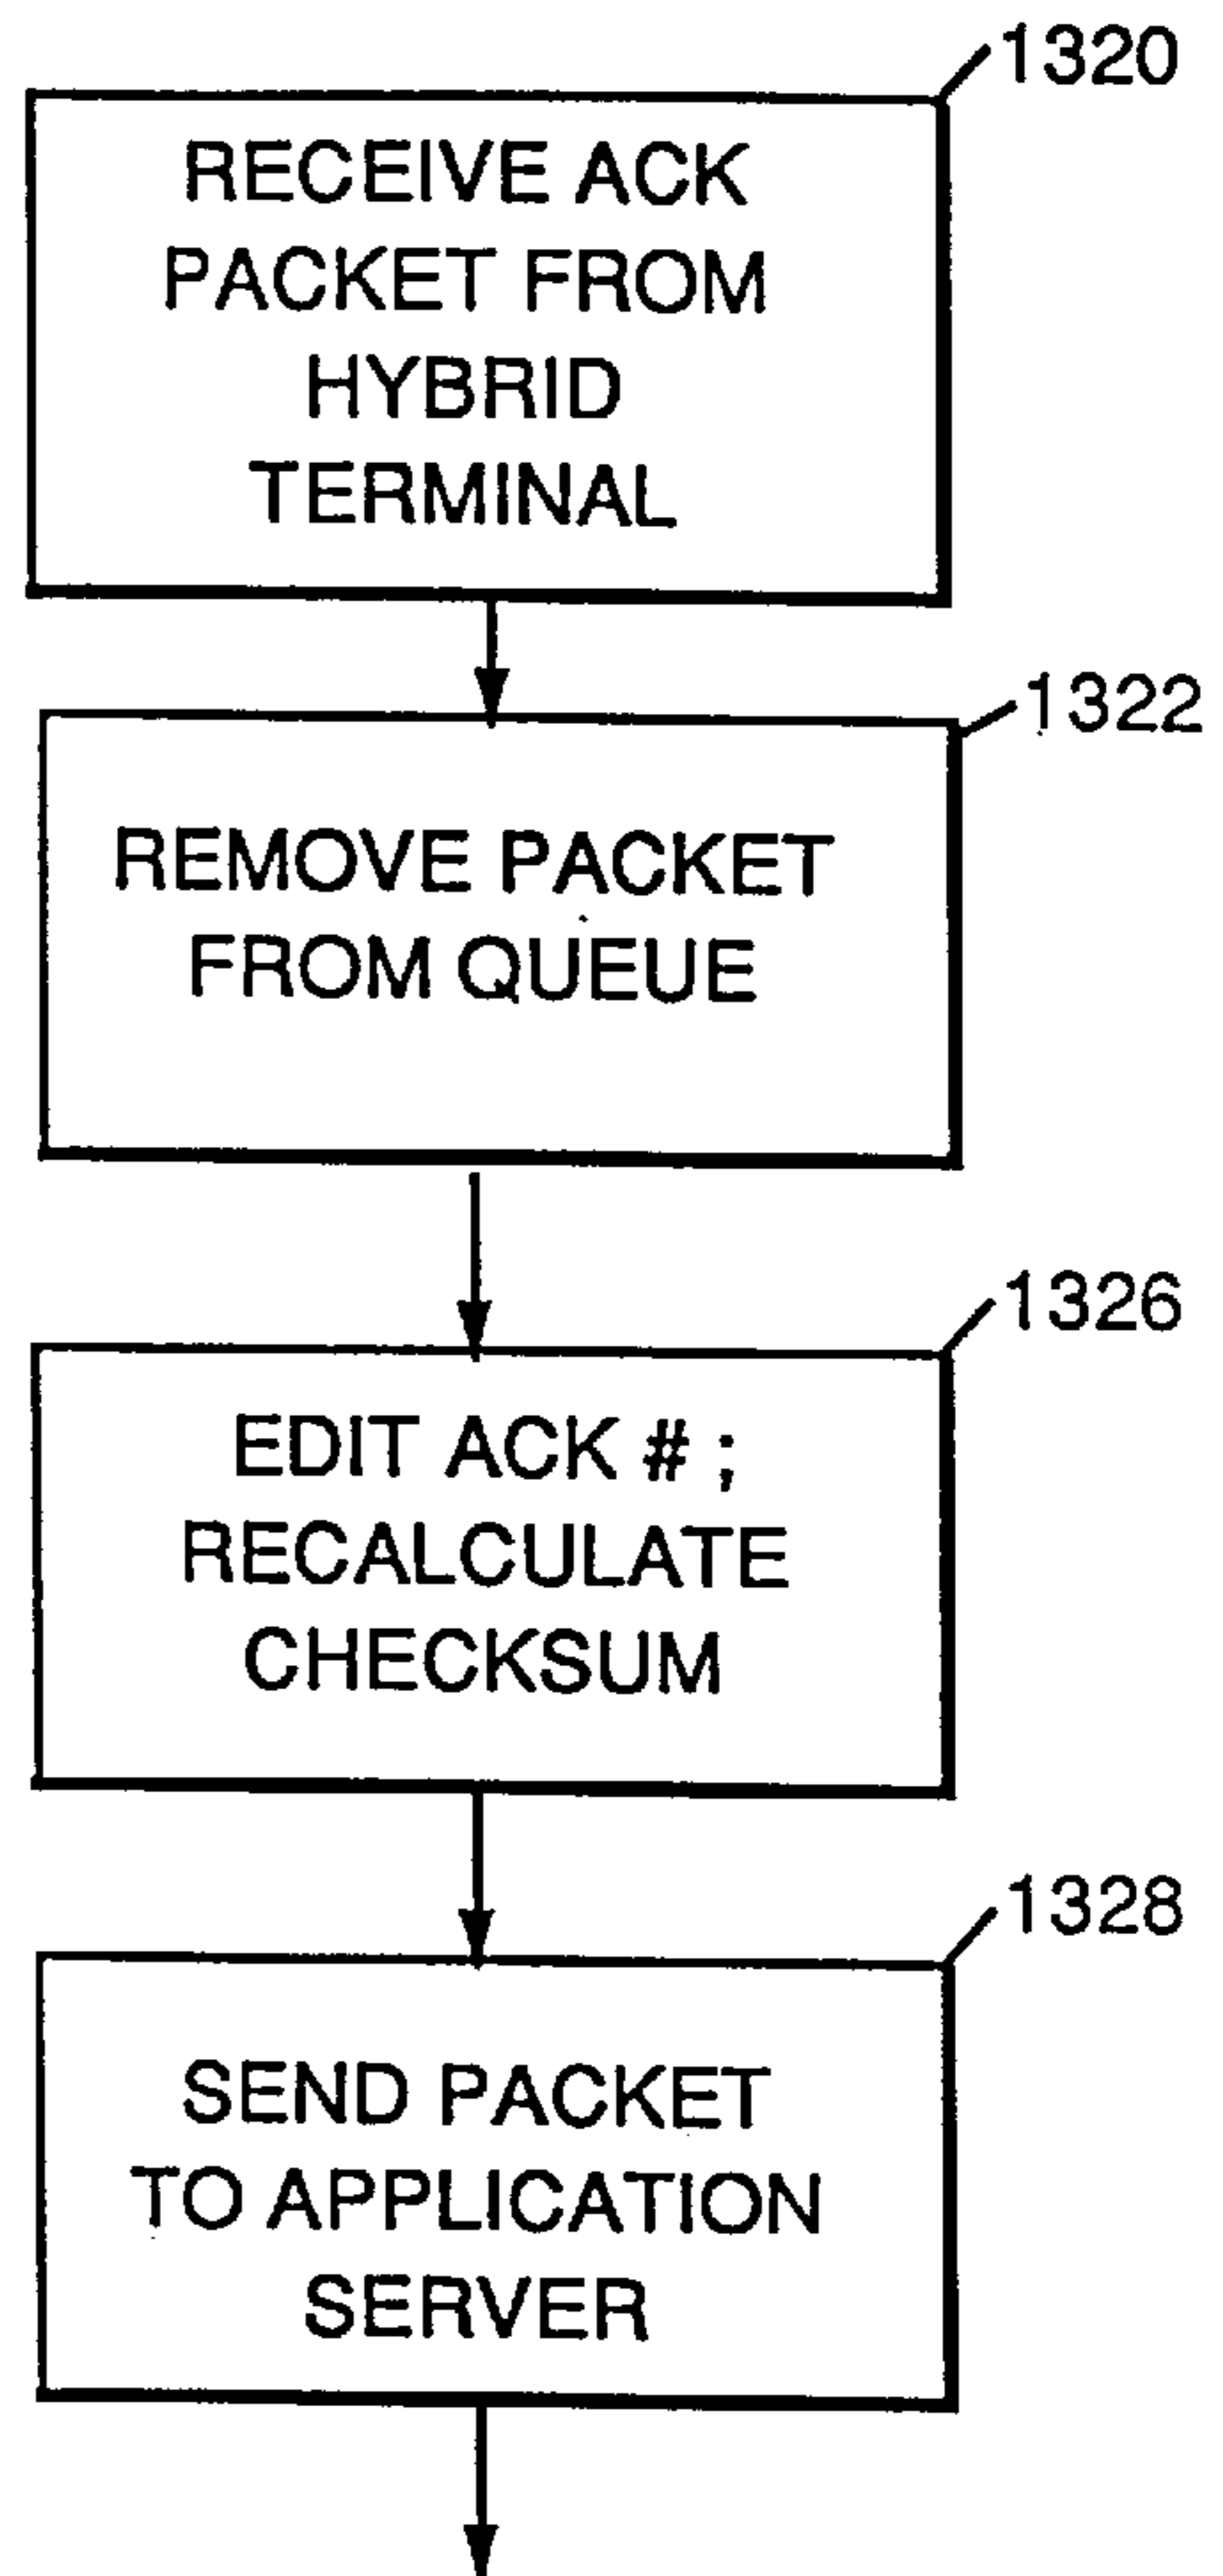 1320
RECEIVE ACK
PACKET FROM
HYBRID
TERMINAL
1322
REMOVE PACKET
FROM QUEUE
1326
EDIT ACK # ;
RECALCULATE
CHECKSUM
1328
SEND PACKET
TO APPLICATION
SERVER